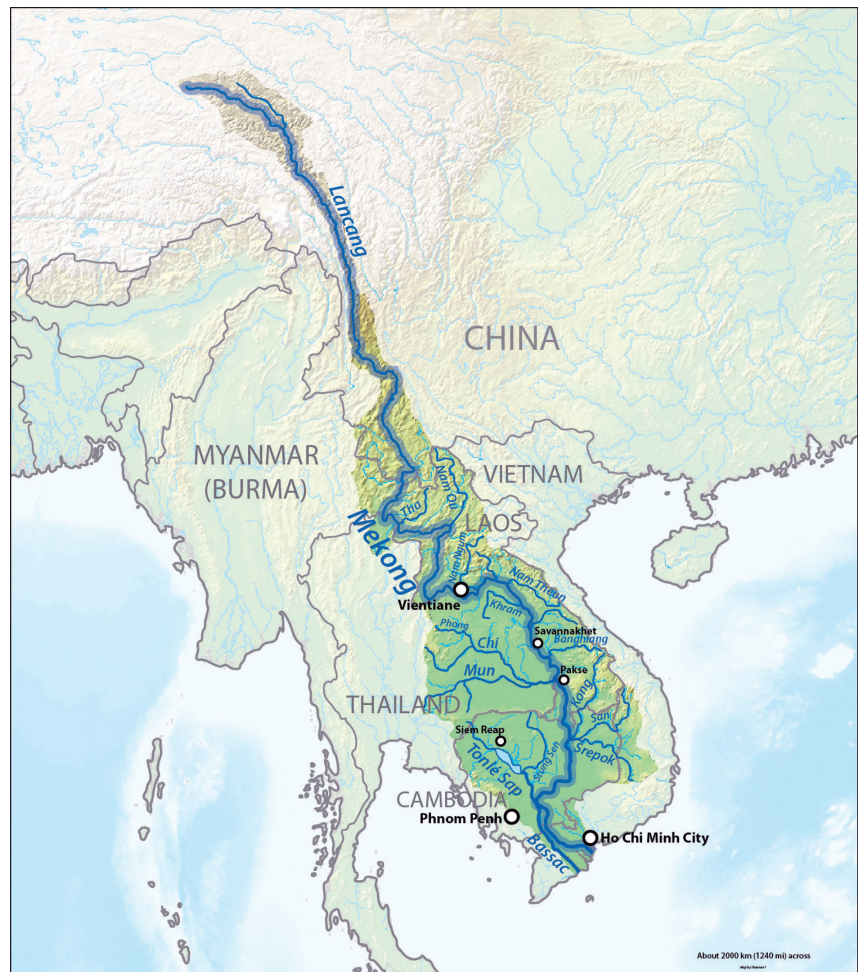 Lancang
CHINA
MYANMAR
(BURMA)
VIETNAM
Nam Ou
Tha
LAOS
Mekong
Nam Ngum
Nam Theun
Vientiane
Khram
Phong
Savannakhet
Banghiang
Chi
Mun
Pakse
Kong
THAILAND
San
Siem Reap
Srepok
Stung Sen
Tonlé Sap
CAMBODIA
Phnom Penh
Ho Chi Minh City
Bassac
About 2000 km (1240 mi) across